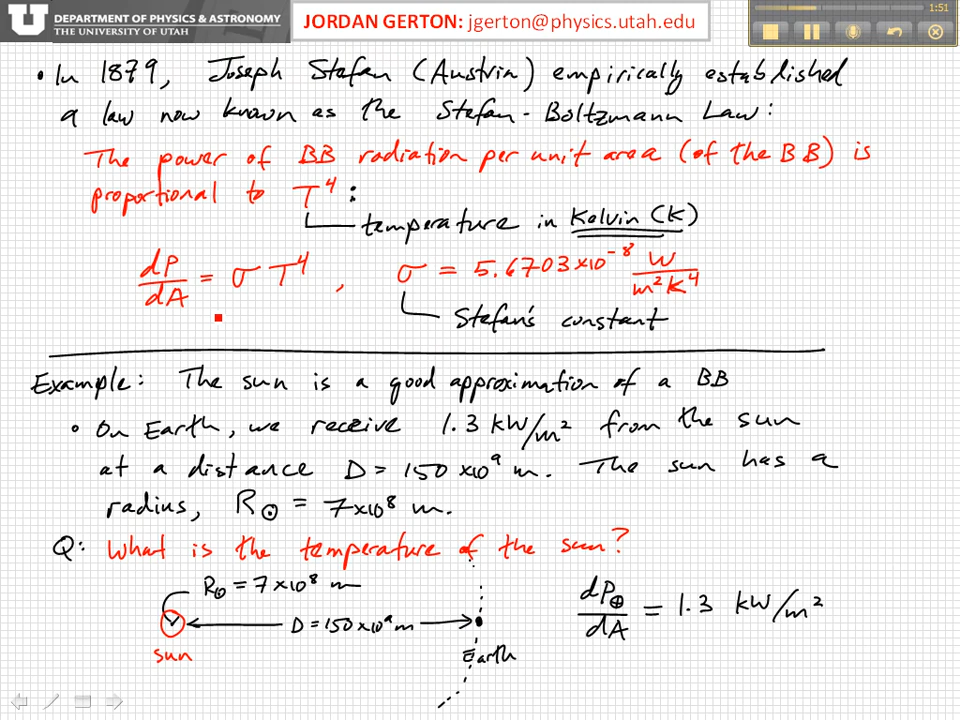 DEPARTMENT OF PHYSICS & ASTRONOMY
THE UNIVERSITY OF UTAH
JORDAN GERTON: jgerton@physics.utah.edu
1:51
• In 1879, Joseph Stefan (Austria) empirically established
a law now known as the Stefan-Boltzmann Law:
The power of BB radiation per unit area (of the BB) is
proportional to T⁴:
temperature in Kelvin (K)
dP/dA = σ T⁴, σ = 5.6703×10⁻⁸ W/m²K⁴
Stefan's constant
Example: The sun is a good approximation of a BB
• On Earth, we receive 1.3 kW/m² from the sun
at a distance D = 150×10⁹ m. The sun has a
radius, R⊙ = 7×10⁸ m.
Q: What is the temperature of the sun?
R⊙ = 7×10⁸ m
D = 150×10⁹ m
dP⊕/dA = 1.3 kW/m²
sun
Earth